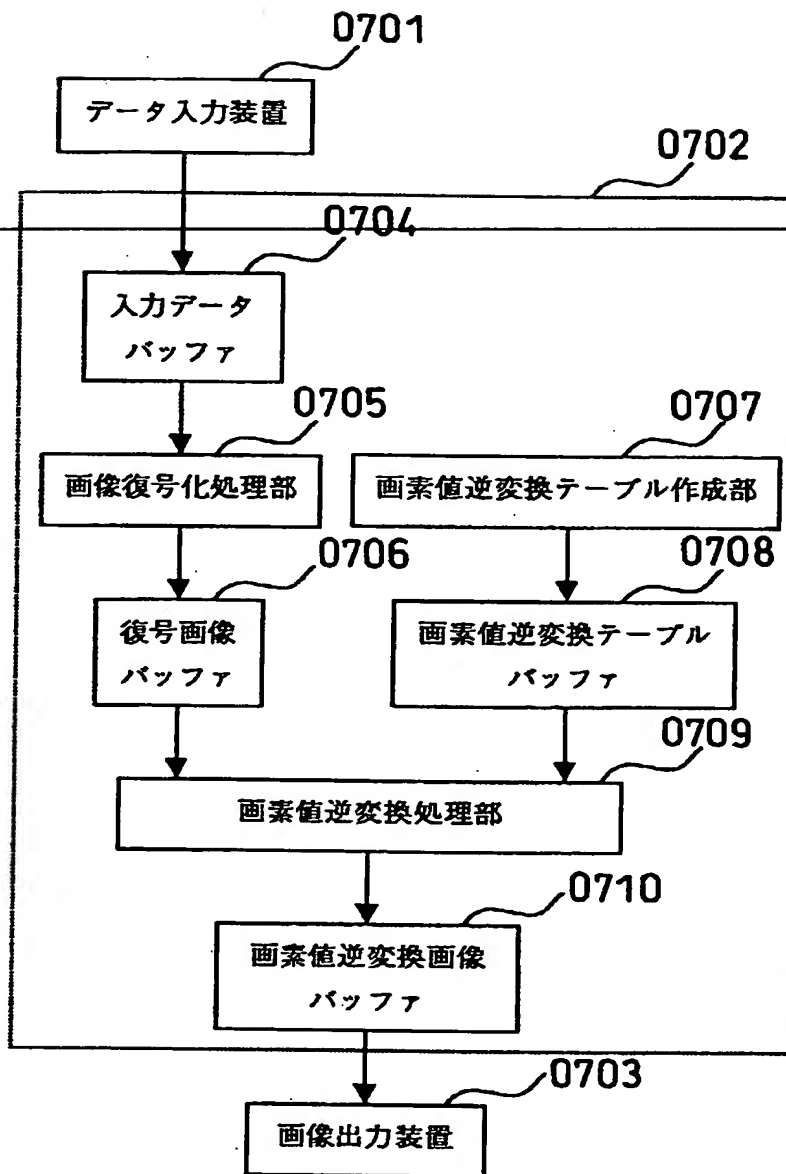 0701
データ入力装置
0702
0704
入力データ
バッファ
0705
0707
画像復号化処理部
画素値逆変換テーブル作成部
0706
0708
復号画像
バッファ
画素値逆変換テーブル
バッファ
0709
画素値逆変換処理部
0710
画素値逆変換画像
バッファ
0703
画像出力装置